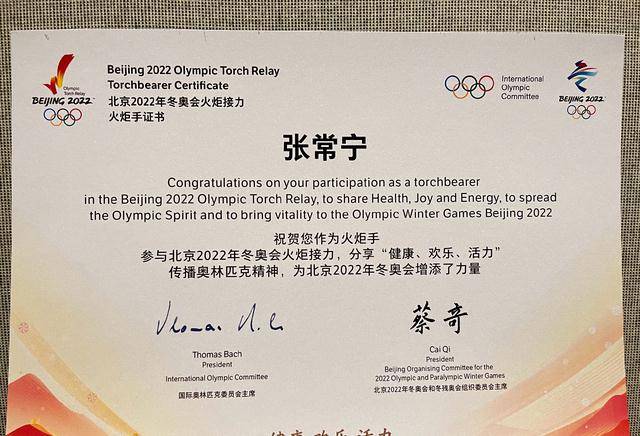 Olympic
Torch Relay
BEIJING 2022
Beijing 2022 Olympic Torch Relay
Torchbearer Certificate
北京2022年冬奥会火炬接力
火炬手证书
International
Olympic
Committee
BEIJING 2022
张常宁
Congratulations on your participation as a torchbearer
in the Beijing 2022 Olympic Torch Relay, to share Health, Joy and Energy, to spread
the Olympic Spirit and to bring vitality to the Olympic Winter Games Beijing 2022
祝贺您作为火炬手
参与北京2022年冬奥会火炬接力，分享“健康、欢乐、活力”
传播奥林匹克精神，为北京2022年冬奥会增添了力量
蔡奇
Thomas Bach
President
International Olympic Committee
国际奥林匹克委员会主席
Cai Qi
President
Beijing Organising Committee for the
2022 Olympic and Paralympic Winter Games
北京2022年冬奥会和冬残奥会组织委员会主席